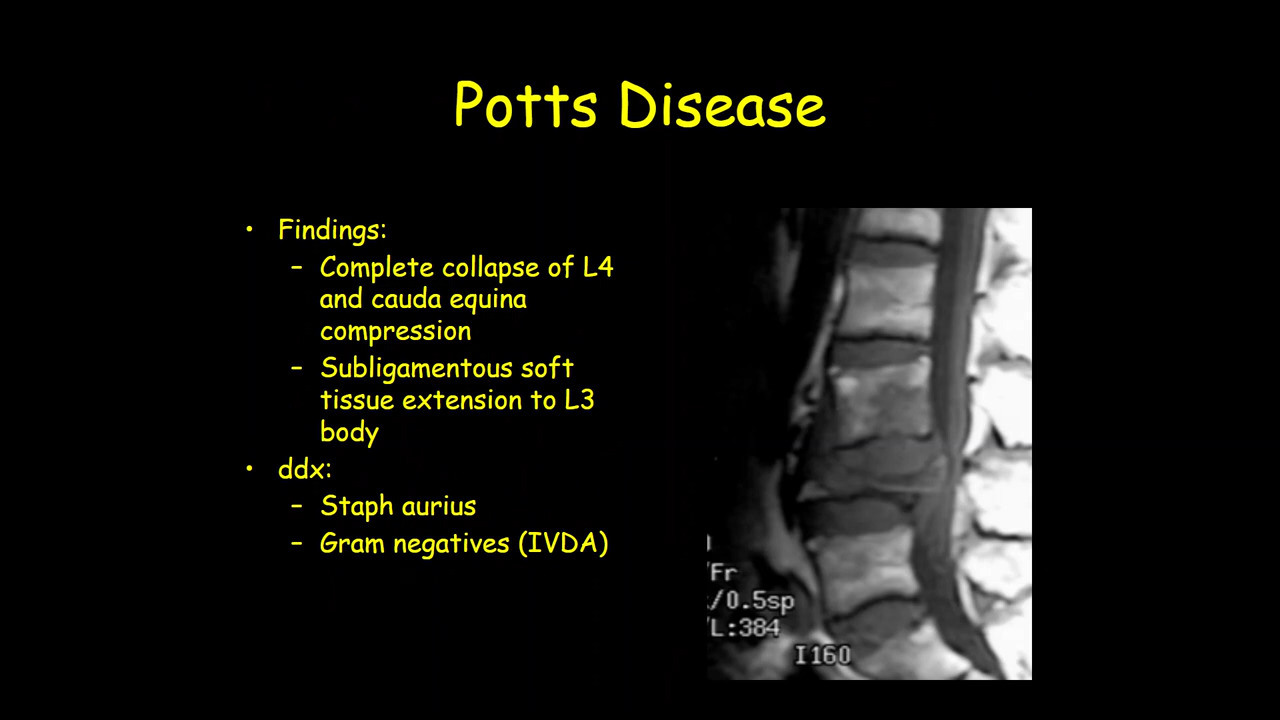 Potts Disease
• Findings:
– Complete collapse of L4
and cauda equina
compression
– Subligamentous soft
tissue extension to L3
body
• ddx:
– Staph aurius
– Gram negatives (IVDA)
/Fr
/0.5sp
/L:384
I160